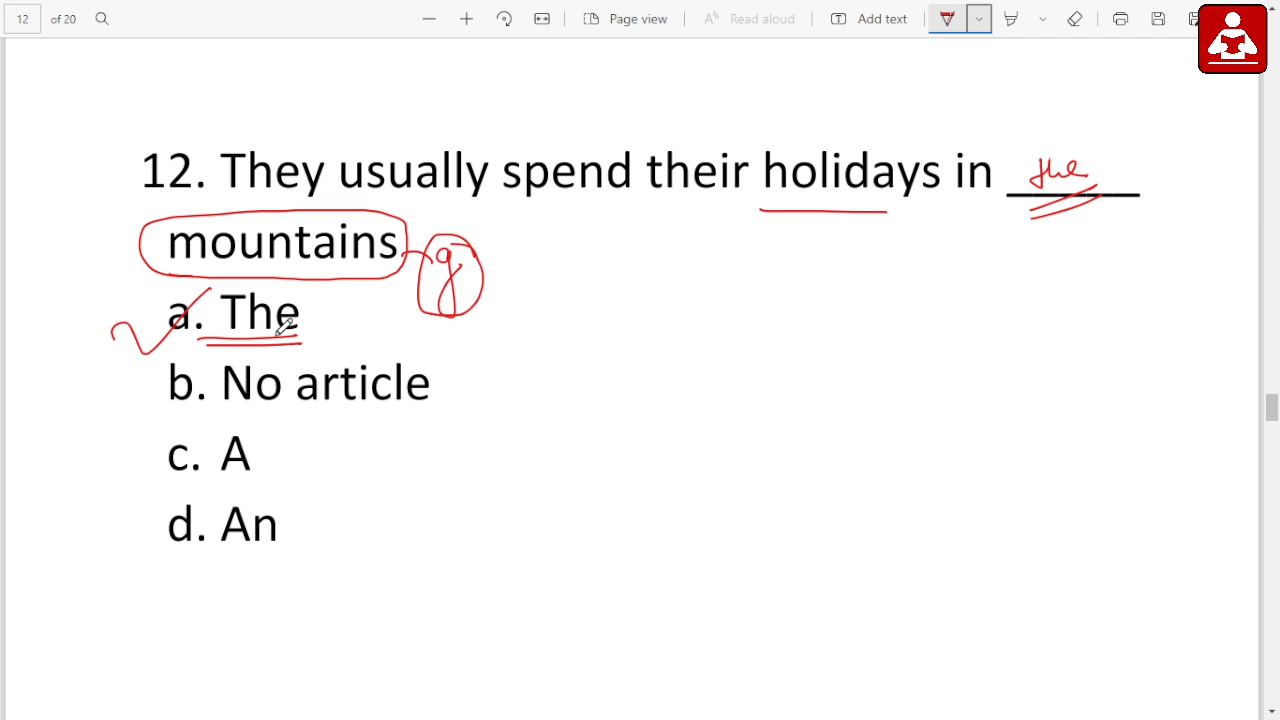 12 of 20 Page view Read aloud Add text
12. They usually spend their holidays in the
mountains g
a. The
b. No article
c. A
d. An